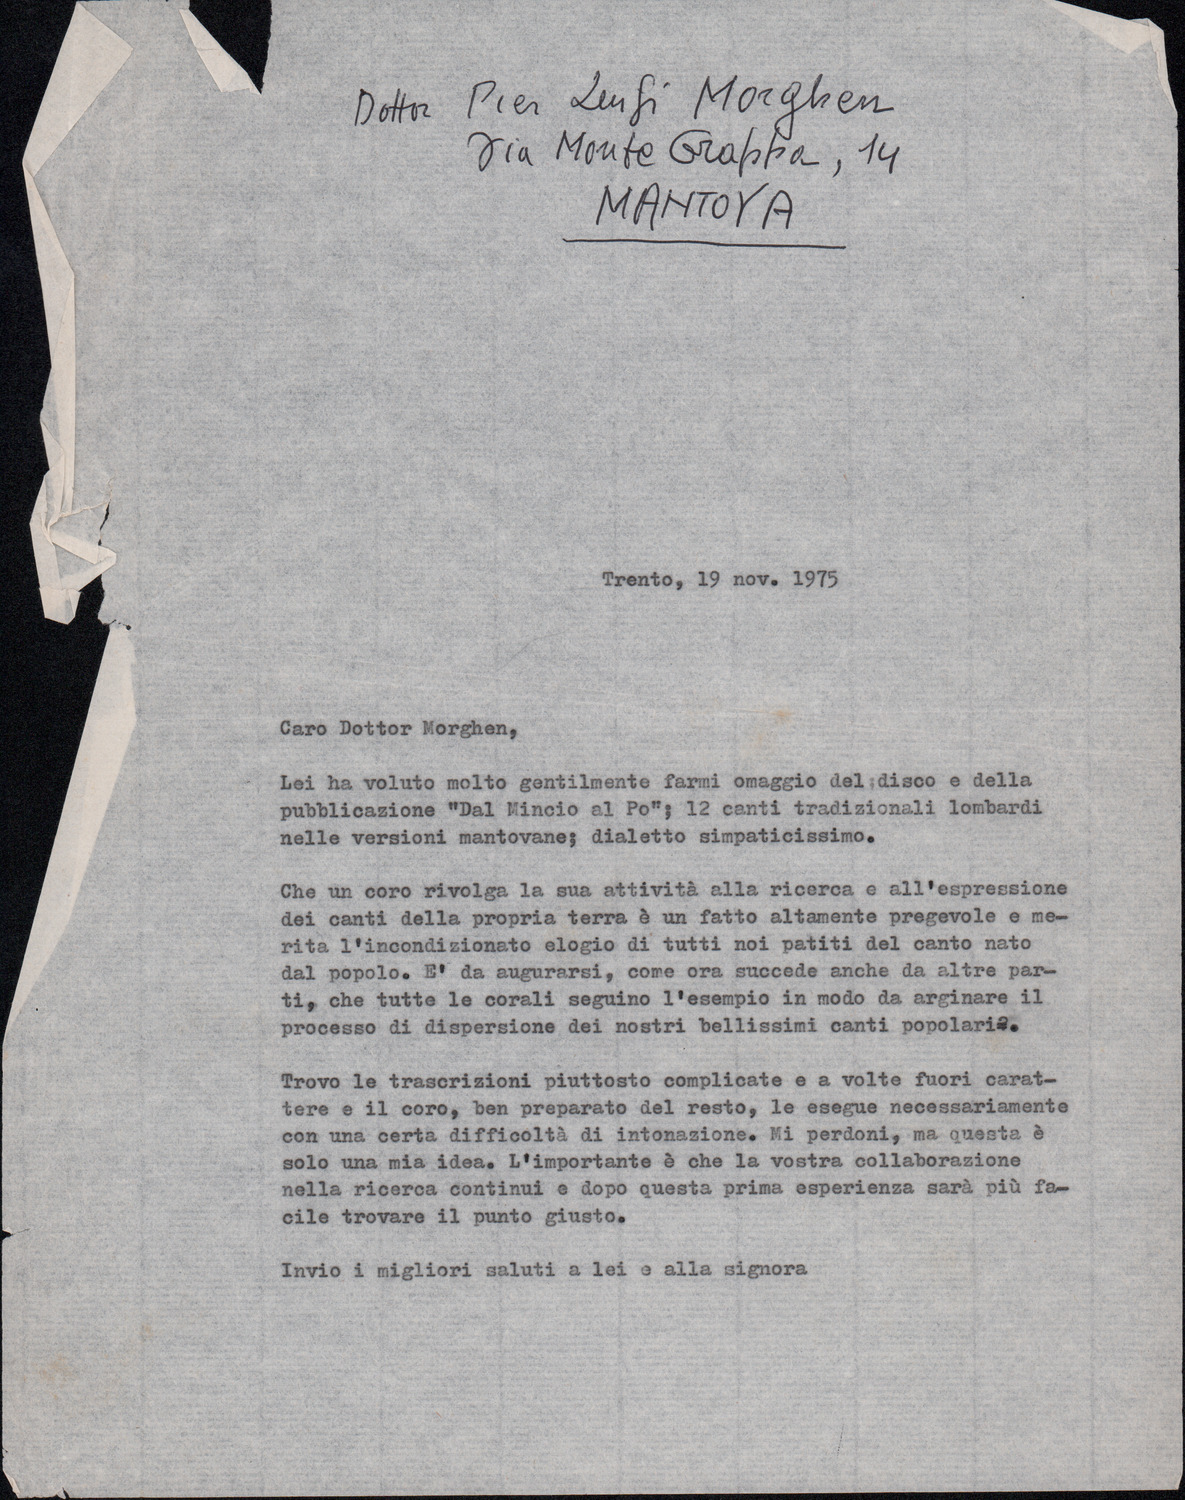 Dottor Pier Luigi Morghen
Via Monte Grappa, 14
MANTOVA
Trento, 19 nov. 1975
Caro Dottor Morghen,
Lei ha voluto molto gentilmente farmi omaggio del disco e della
pubblicazione "Dal Mincio al Po"; 12 canti tradizionali lombardi
nelle versioni mantovane; dialetto simpaticissimo.
Che un coro rivolga la sua attività alla ricerca e all'espressione
dei canti della propria terra è un fatto altamente pregevole e me-
rita l'incondizionato elogio di tutti noi patiti del canto nato
dal popolo. E' da augurarsi, come ora succede anche da altre par-
ti, che tutte le corali seguino l'esempio in modo da arginare il
processo di dispersione dei nostri bellissimi canti popolari.
Trovo le trascrizioni piuttosto complicate e a volte fuori carat-
tere e il coro, ben preparato del resto, le esegue necessariamente
con una certa difficoltà di intonazione. Mi perdoni, ma questa è
solo una mia idea. L'importante è che la vostra collaborazione
nella ricerca continui e dopo questa prima esperienza sarà più fa-
cile trovare il punto giusto.
Invio i migliori saluti a lei e alla signora